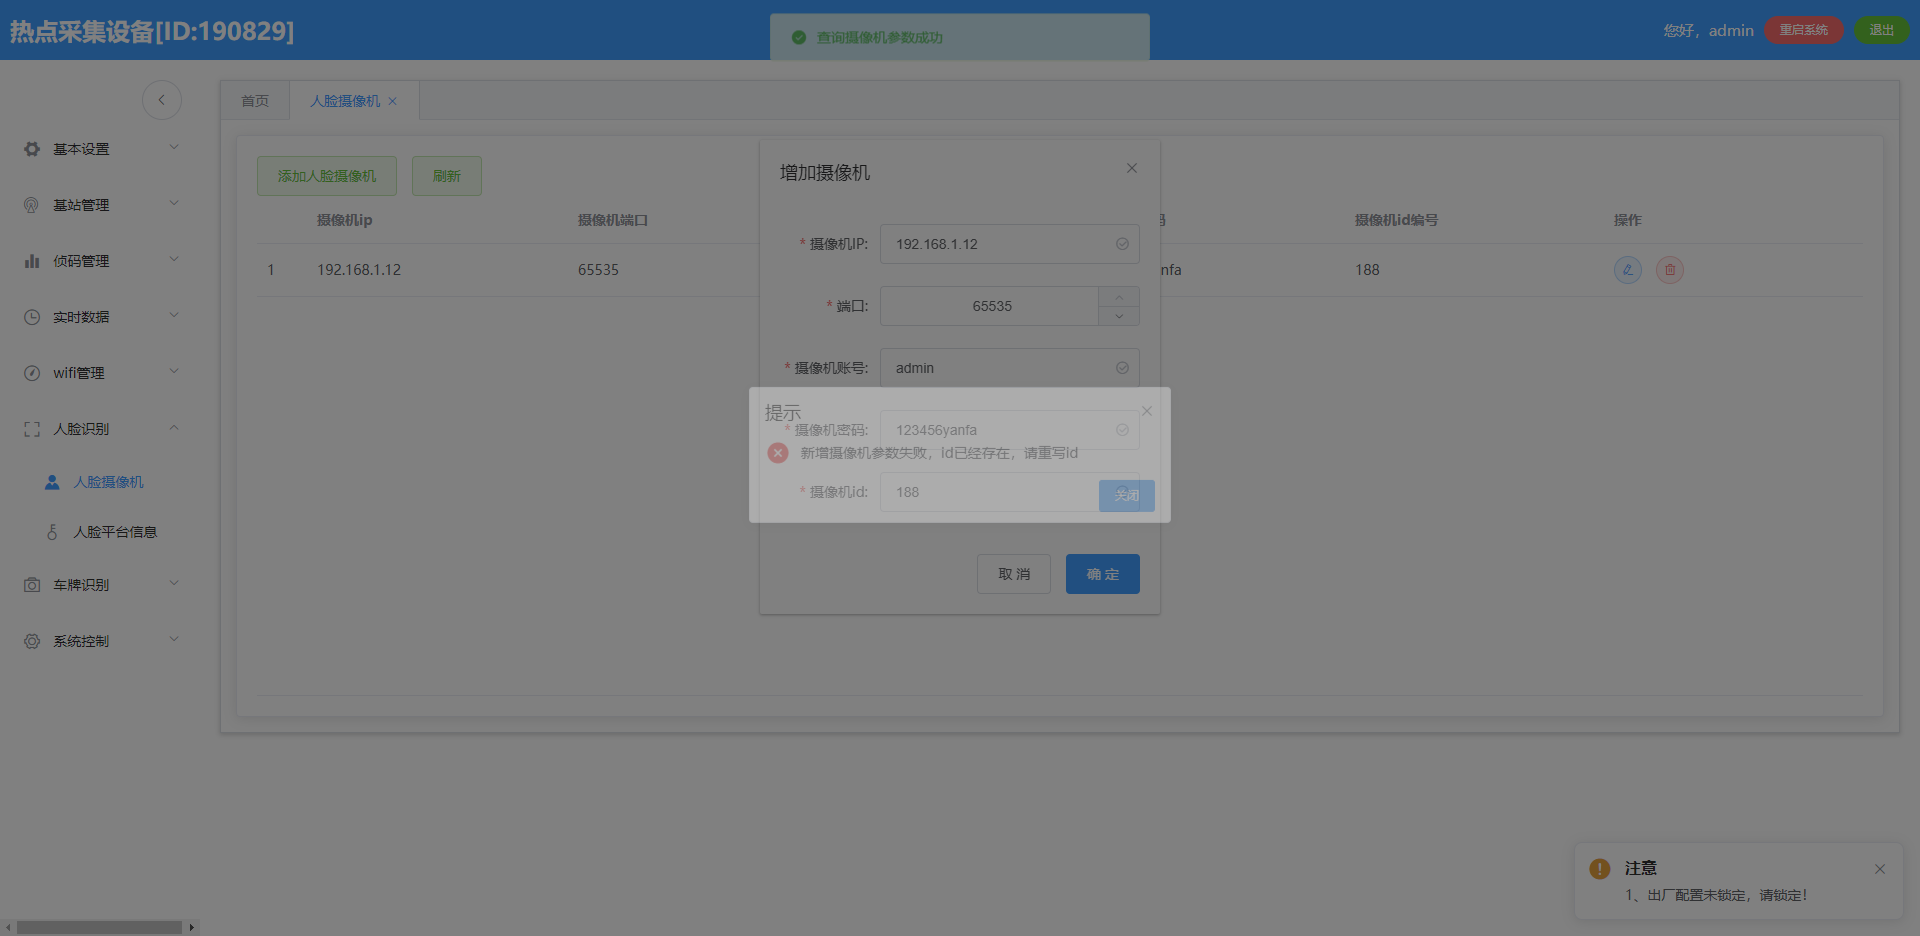 热点采集设备[ID:190829]
查询摄像机参数成功
您好，admin
重启系统
退出
首页
人脸摄像机
基本设置
基站管理
侦码管理
实时数据
wifi管理
人脸识别
人脸摄像机
人脸平台信息
车牌识别
系统控制
添加人脸摄像机
刷新
摄像机ip 摄像机端口 摄像机id编号 操作
1 192.168.1.12 65535 nfa 188
增加摄像机
* 摄像机IP: 192.168.1.12
* 端口: 65535
* 摄像机账号: admin
提示
* 摄像机密码: 123456yanfa
新增摄像机参数失败，id已经存在，请重写id
* 摄像机id: 188
关闭
取 消
确 定
注意
1、出厂配置未锁定，请锁定！